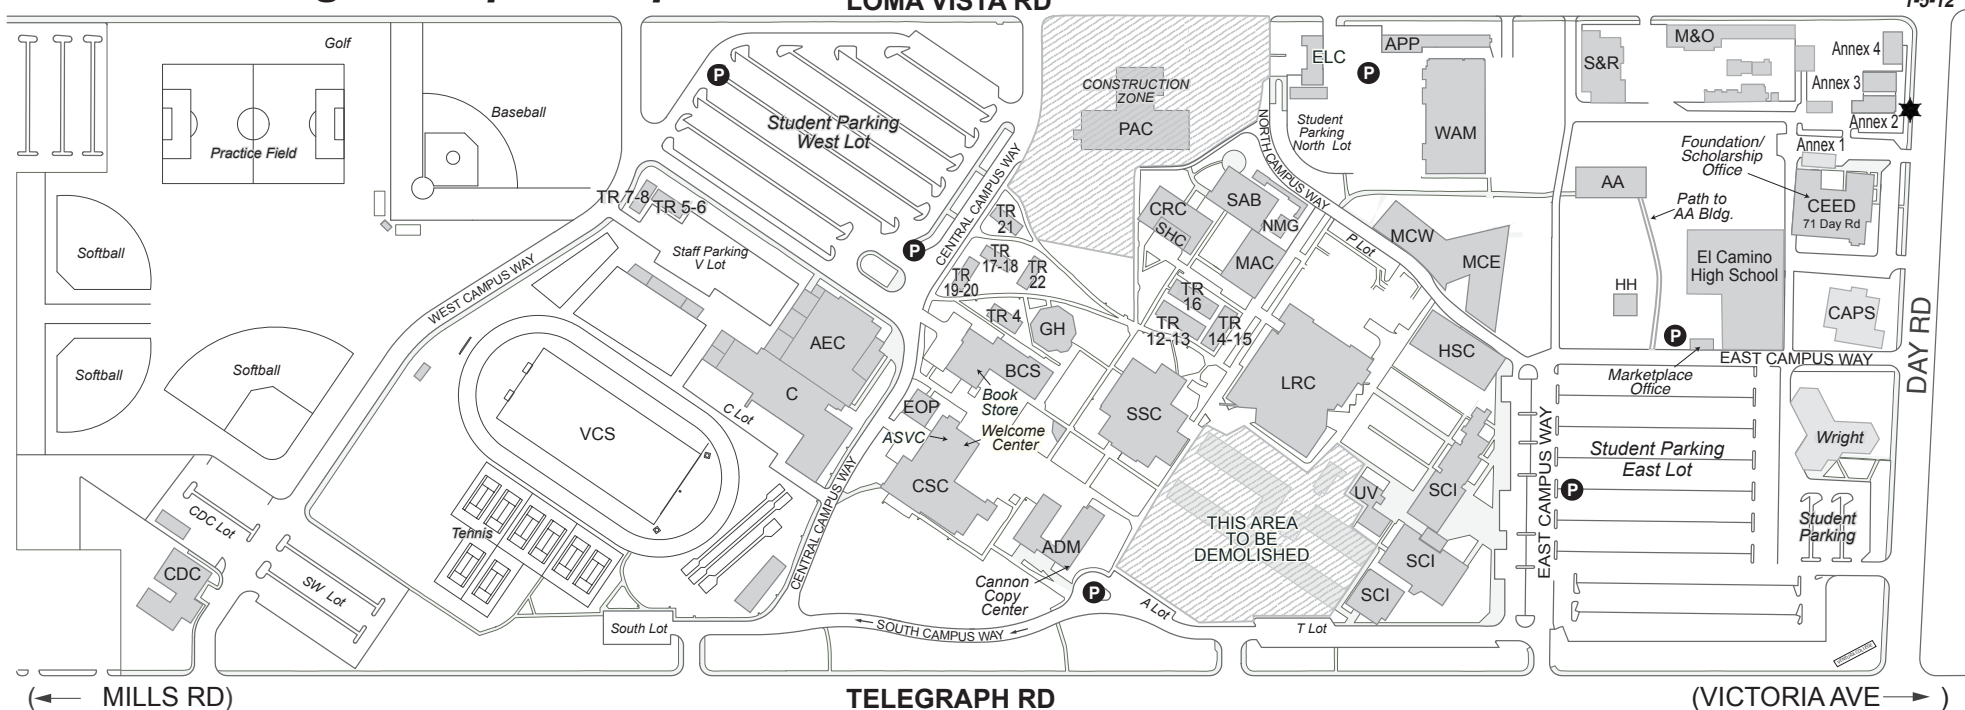 LOMA VISTA RD
Golf
Practice Field
Baseball
Softball
Softball
Softball
Student Parking
West Lot
TR 7-8
TR 5-6
Staff Parking
V Lot
WEST CAMPUS WAY
CENTRAL CAMPUS WAY
CONSTRUCTION
ZONE
PAC
TR
21
TR
17-18
TR
22
TR
19-20
TR 4
GH
AEC
C
C Lot
VCS
Tennis
CDC Lot
CDC
SW Lot
South Lot
CENTRAL CAMPUS WAY
BCS
Book
Store
EOP
ASVC
Welcome
Center
CSC
ADM
Cannon
Copy
Center
SOUTH CAMPUS WAY
A Lot
T Lot
SSC
LRC
THIS AREA
TO BE
DEMOLISHED
UV
SCI
SCI
SCI
HSC
TR
16
TR
12-13
TR
14-15
CRC
SHC
SAB
NMG
MAC
NORTH CAMPUS WAY
P Lot
MCW
MCE
ELC
APP
P
P
P
P
P
P
Student
Parking
North Lot
WAM
S&R
M&O
Annex 4
Annex 3
Annex 2
Annex 1
Foundation/
Scholarship
Office
CEED
71 Day Rd
AA
Path to
AA Bldg.
El Camino
High School
HH
CAPS
EAST CAMPUS WAY
Marketplace
Office
DAY RD
EAST CAMPUS WAY
Student Parking
East Lot
Wright
Student
Parking
VENTURA COLLEGE
(← MILLS RD)
TELEGRAPH RD
(VICTORIA AVE → )